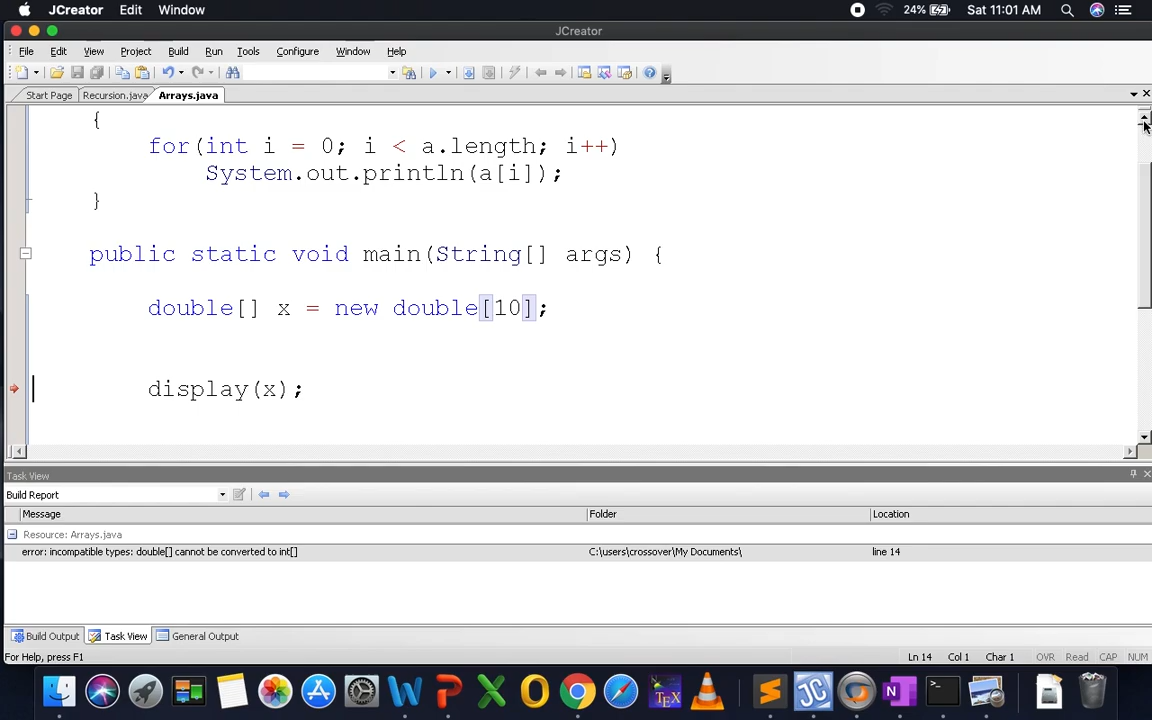 JCreator Edit Window 24% Sat 11:01 AM
JCreator
File Edit View Project Build Run Tools Configure Window Help
Start Page Recursion.java Arrays.java
{
for(int i = 0; i < a.length; i++)
System.out.println(a[i]);
}
public static void main(String[] args) {
double[] x = new double[10];
display(x);
Task View
Build Report
Message Folder Location
Resource: Arrays.java
error: incompatible types: double[] cannot be converted to int[] C:\users\crossover\My Documents\ line 14
Build Output Task View General Output
For Help, press F1 Ln 14 Col 1 Char 1 OVR Read CAP NUM
W P X O TEX S JC N >_